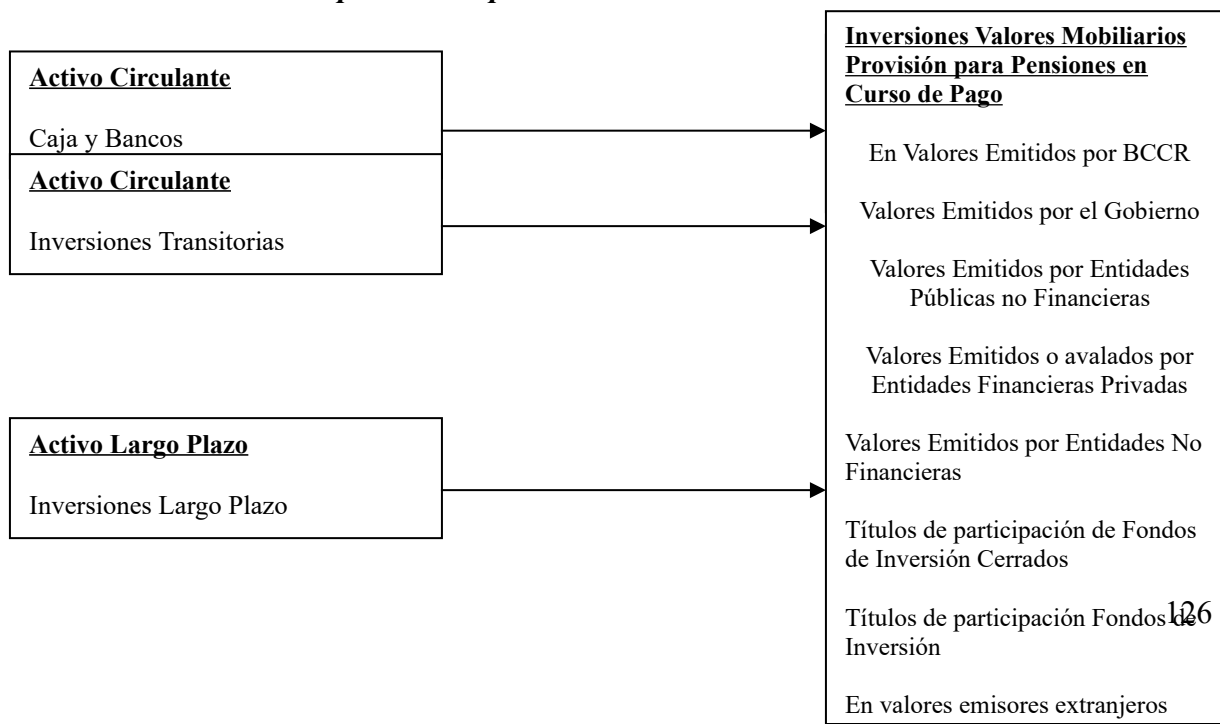 Activo Circulante
Caja y Bancos
Activo Circulante
Inversiones Transitorias
Activo Largo Plazo
Inversiones Largo Plazo
Inversiones Valores Mobiliarios
Provisión para Pensiones en
Curso de Pago
En Valores Emitidos por BCCR
Valores Emitidos por el Gobierno
Valores Emitidos por Entidades
Públicas no Financieras
Valores Emitidos o avalados por
Entidades Financieras Privadas
Valores Emitidos por Entidades No
Financieras
Títulos de participación de Fondos
de Inversión Cerrados
Títulos de participación Fondos de
Inversión
En valores emisores extranjeros
126